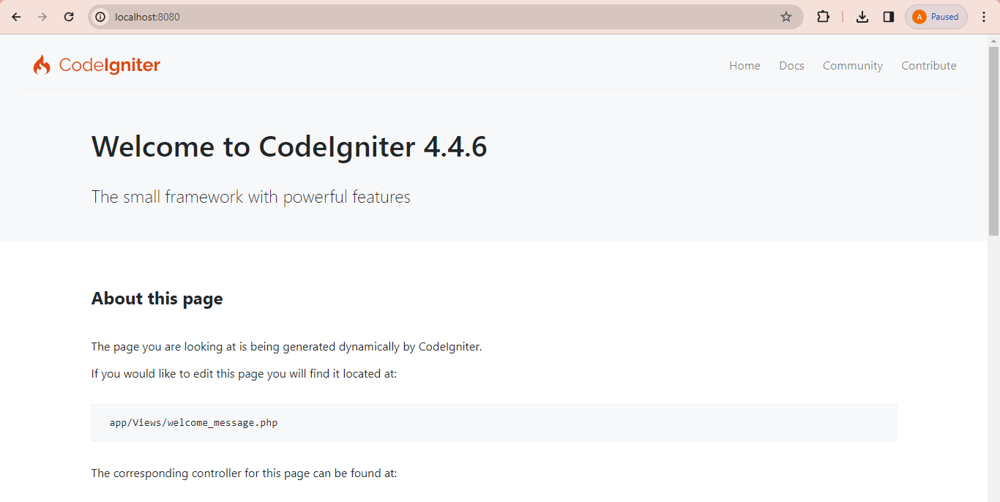 localhost:8080
A Paused
CodeIgniter
Home Docs Community Contribute
Welcome to CodeIgniter 4.4.6
The small framework with powerful features
About this page
The page you are looking at is being generated dynamically by CodeIgniter.
If you would like to edit this page you will find it located at:
app/Views/welcome_message.php
The corresponding controller for this page can be found at: